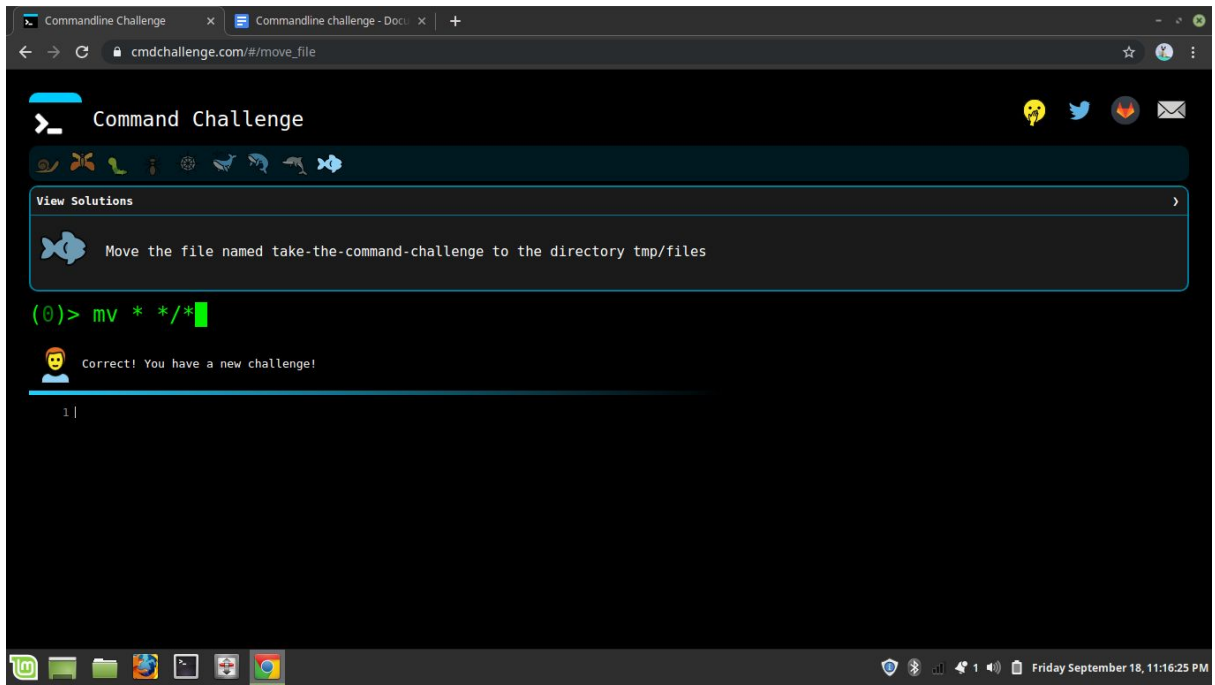 Commandline Challenge
Commandline challenge - Docu
cmdchallenge.com/#/move_file
Command Challenge
View Solutions
Move the file named take-the-command-challenge to the directory tmp/files
(0)> mv * */*
Correct! You have a new challenge!
1
1 Friday September 18, 11:16:25 PM